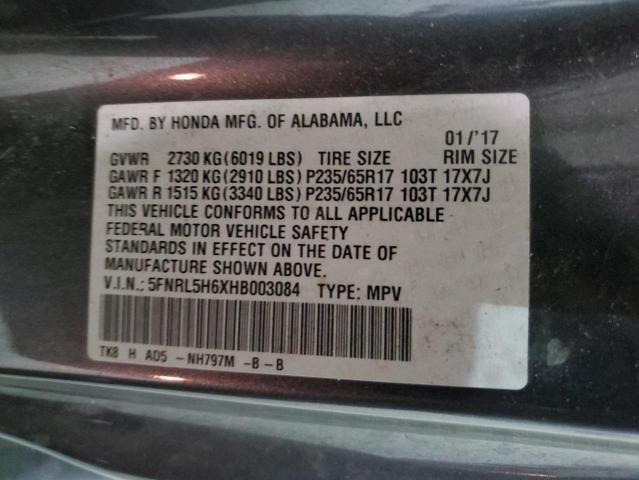 MFD. BY HONDA MFG. OF ALABAMA, LLC
01/'17
GVWR 2730 KG(6019 LBS) TIRE SIZE RIM SIZE
GAWR F 1320 KG(2910 LBS) P235/65R17 103T 17X7J
GAWR R 1515 KG(3340 LBS) P235/65R17 103T 17X7J
THIS VEHICLE CONFORMS TO ALL APPLICABLE
FEDERAL MOTOR VEHICLE SAFETY
STANDARDS IN EFFECT ON THE DATE OF
MANUFACTURE SHOWN ABOVE.
V.I.N.: 5FNRL5H6XHB003084 TYPE: MPV
TK8 H AD5 -NH797M -B-B